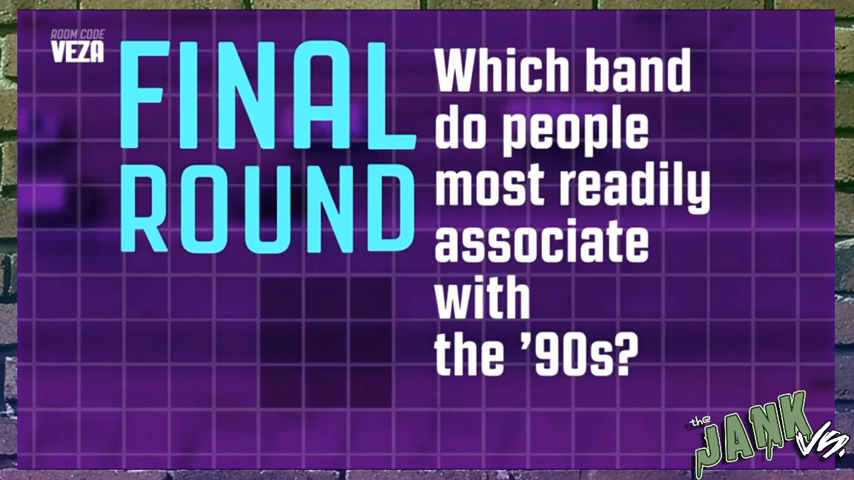 ROOM CODE
VEZA
FINAL
ROUND
Which band
do people
most readily
associate
with
the ’90s?
the
JANK
VS.